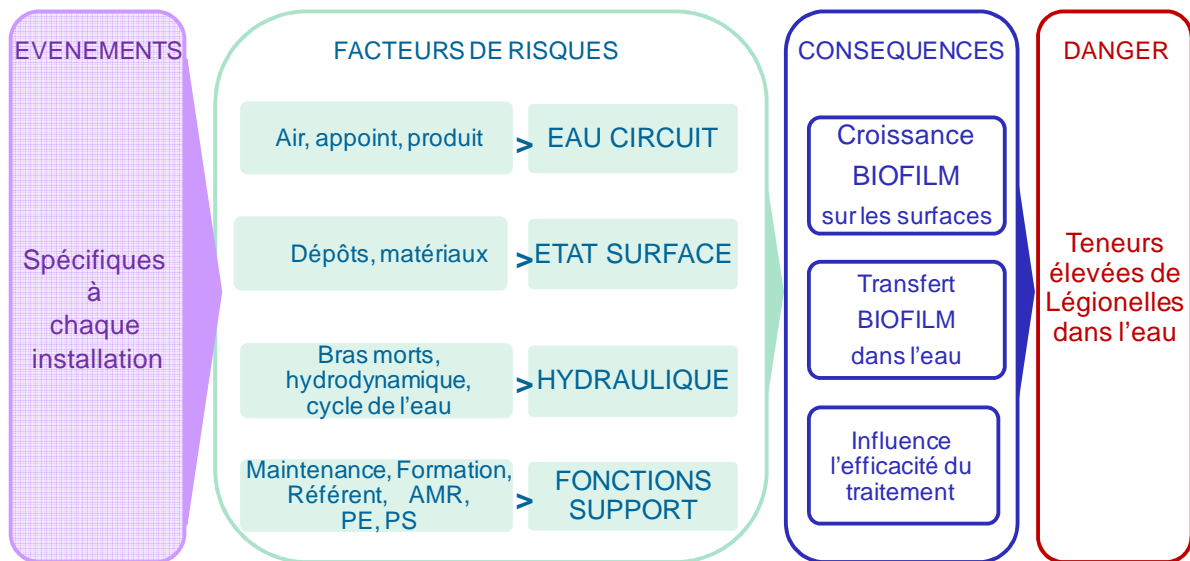 EVENEMENTS
Spécifiques
à
chaque
installation
FACTEURS DE RISQUES
Air, appoint, produit
>
EAU CIRCUIT
Dépôts, matériaux
>
ETAT SURFACE
Bras morts,
hydrodynamique,
cycle de l'eau
>
HYDRAULIQUE
Maintenance, Formation,
Référent, AMR,
PE, PS
>
FONCTIONS
SUPPORT
CONSEQUENCES
Croissance
BIOFILM
sur les surfaces
Transfert
BIOFILM
dans l'eau
Influence
l'efficacité du
traitement
DANGER
Teneurs
élevées de
Légionelles
dans l'eau